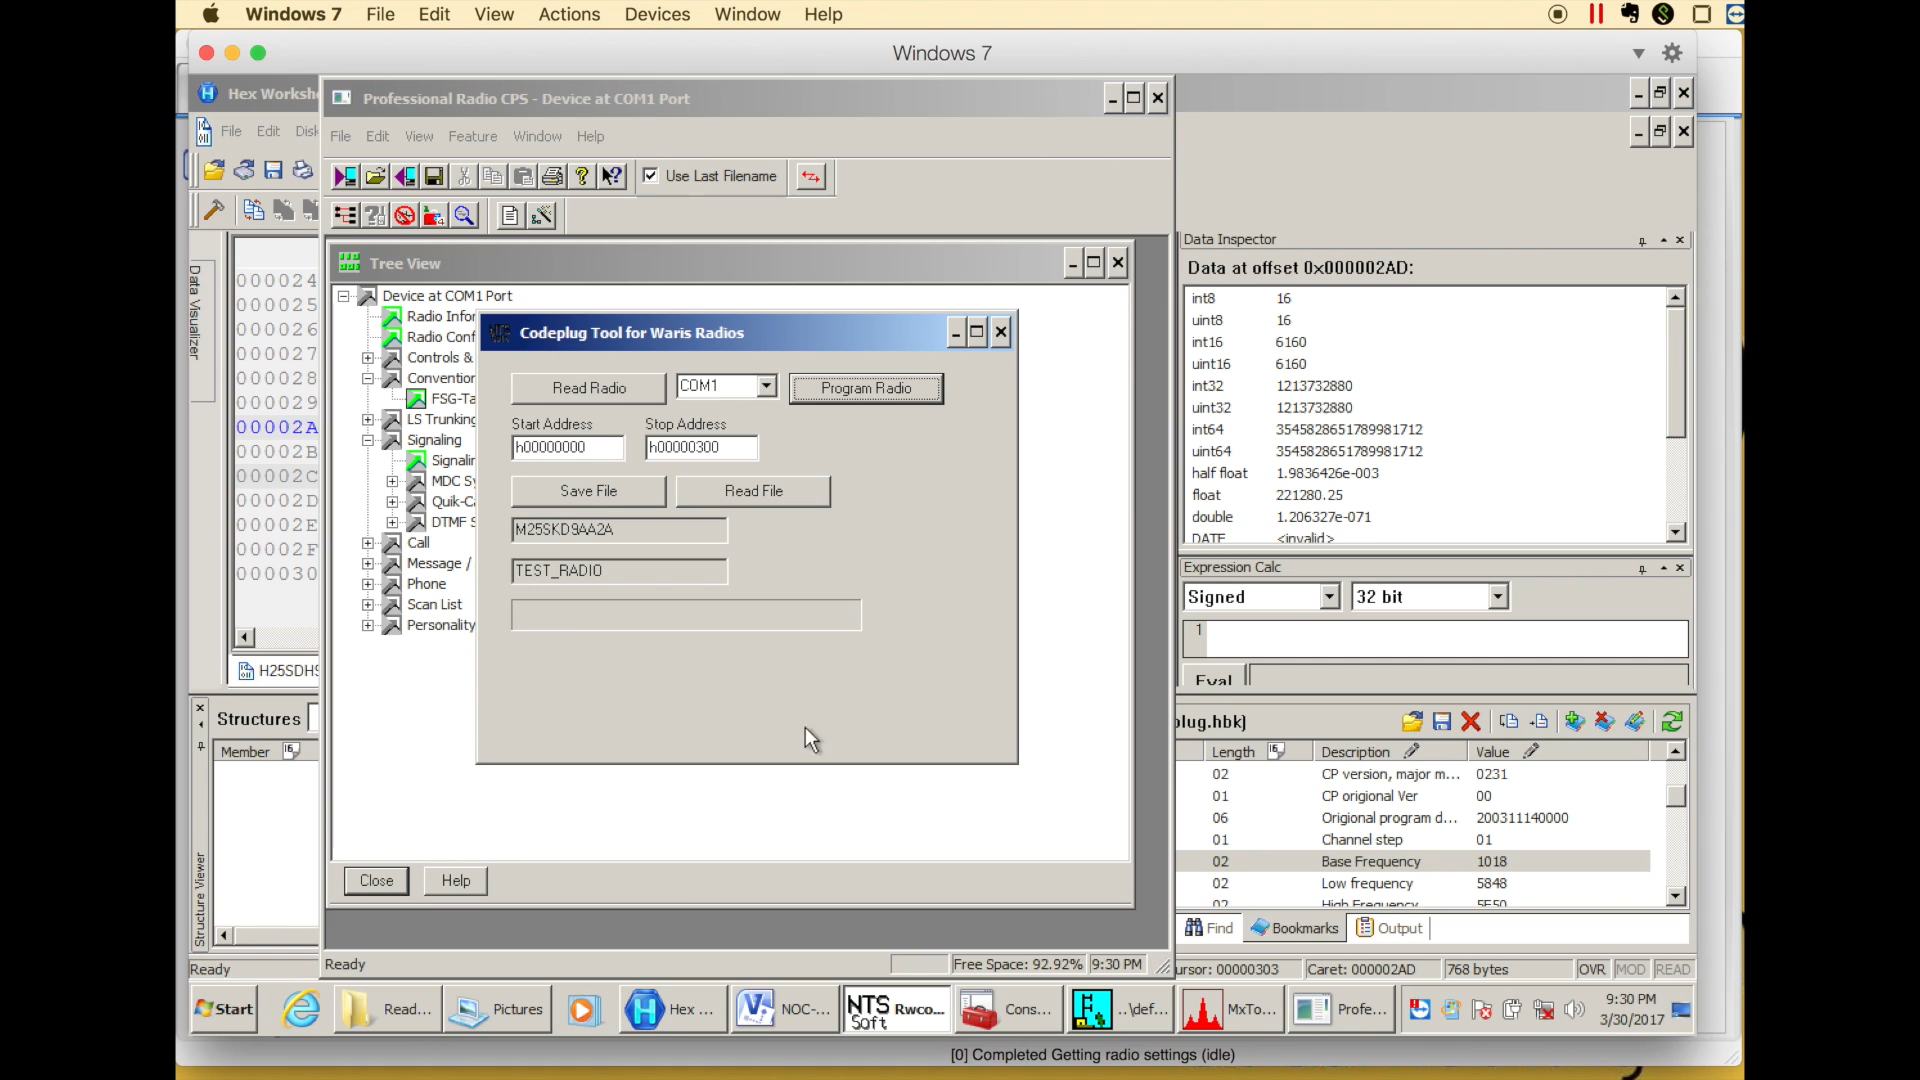 Windows 7 File Edit View Actions Devices Window Help
Windows 7
Hex Worksh
File Edit Disk
Professional Radio CPS - Device at COM1 Port
File Edit View Feature Window Help
Use Last Filename
Tree View
Device at COM1 Port
Radio Infor
Radio Conf
Controls &
Convention
FSG-Ta
LS Trunking
Signaling
Signalin
MDC Sy
Quik-Ca
DTMF S
Call
Message /
Phone
Scan List
Personality
Close Help
Ready
Free Space: 92.92% 9:30 PM
Codeplug Tool for Waris Radios
Read Radio COM1 Program Radio
Start Address Stop Address
h00000000 h00000300
Save File Read File
M25SKD9AA2A
TEST_RADIO
Data Visualizer
000024
000025
000026
000027
000028
000029
00002A
00002B
00002C
00002D
00002E
00002F
000030
H25SDH9
Structures
Member
Structure Viewer
Ready
Data Inspector
Data at offset 0x000002AD:
int8 16
uint8 16
int16 6160
uint16 6160
int32 1213732880
uint32 1213732880
int64 3545828651789981712
uint64 3545828651789981712
half float 1.9836426e-003
float 221280.25
double 1.206327e-071
DATE <invalid>
Expression Calc
Signed 32 bit
1
Eval
plug.hbk)
Length Description Value
02 CP version, major m... 0231
01 CP origional Ver 00
06 Origional program d... 200311140000
01 Channel step 01
02 Base Frequency 1018
02 Low frequency 5848
02 High Frequency 5E50
Find Bookmarks Output
ursor: 00000303 Caret: 000002AD 768 bytes OVR MOD READ
Start Read... Pictures Hex ... NOC-... NTS Soft Rwco... Cons... ..\def... MxTo... Profe...
9:30 PM
3/30/2017
[0] Completed Getting radio settings (idle)